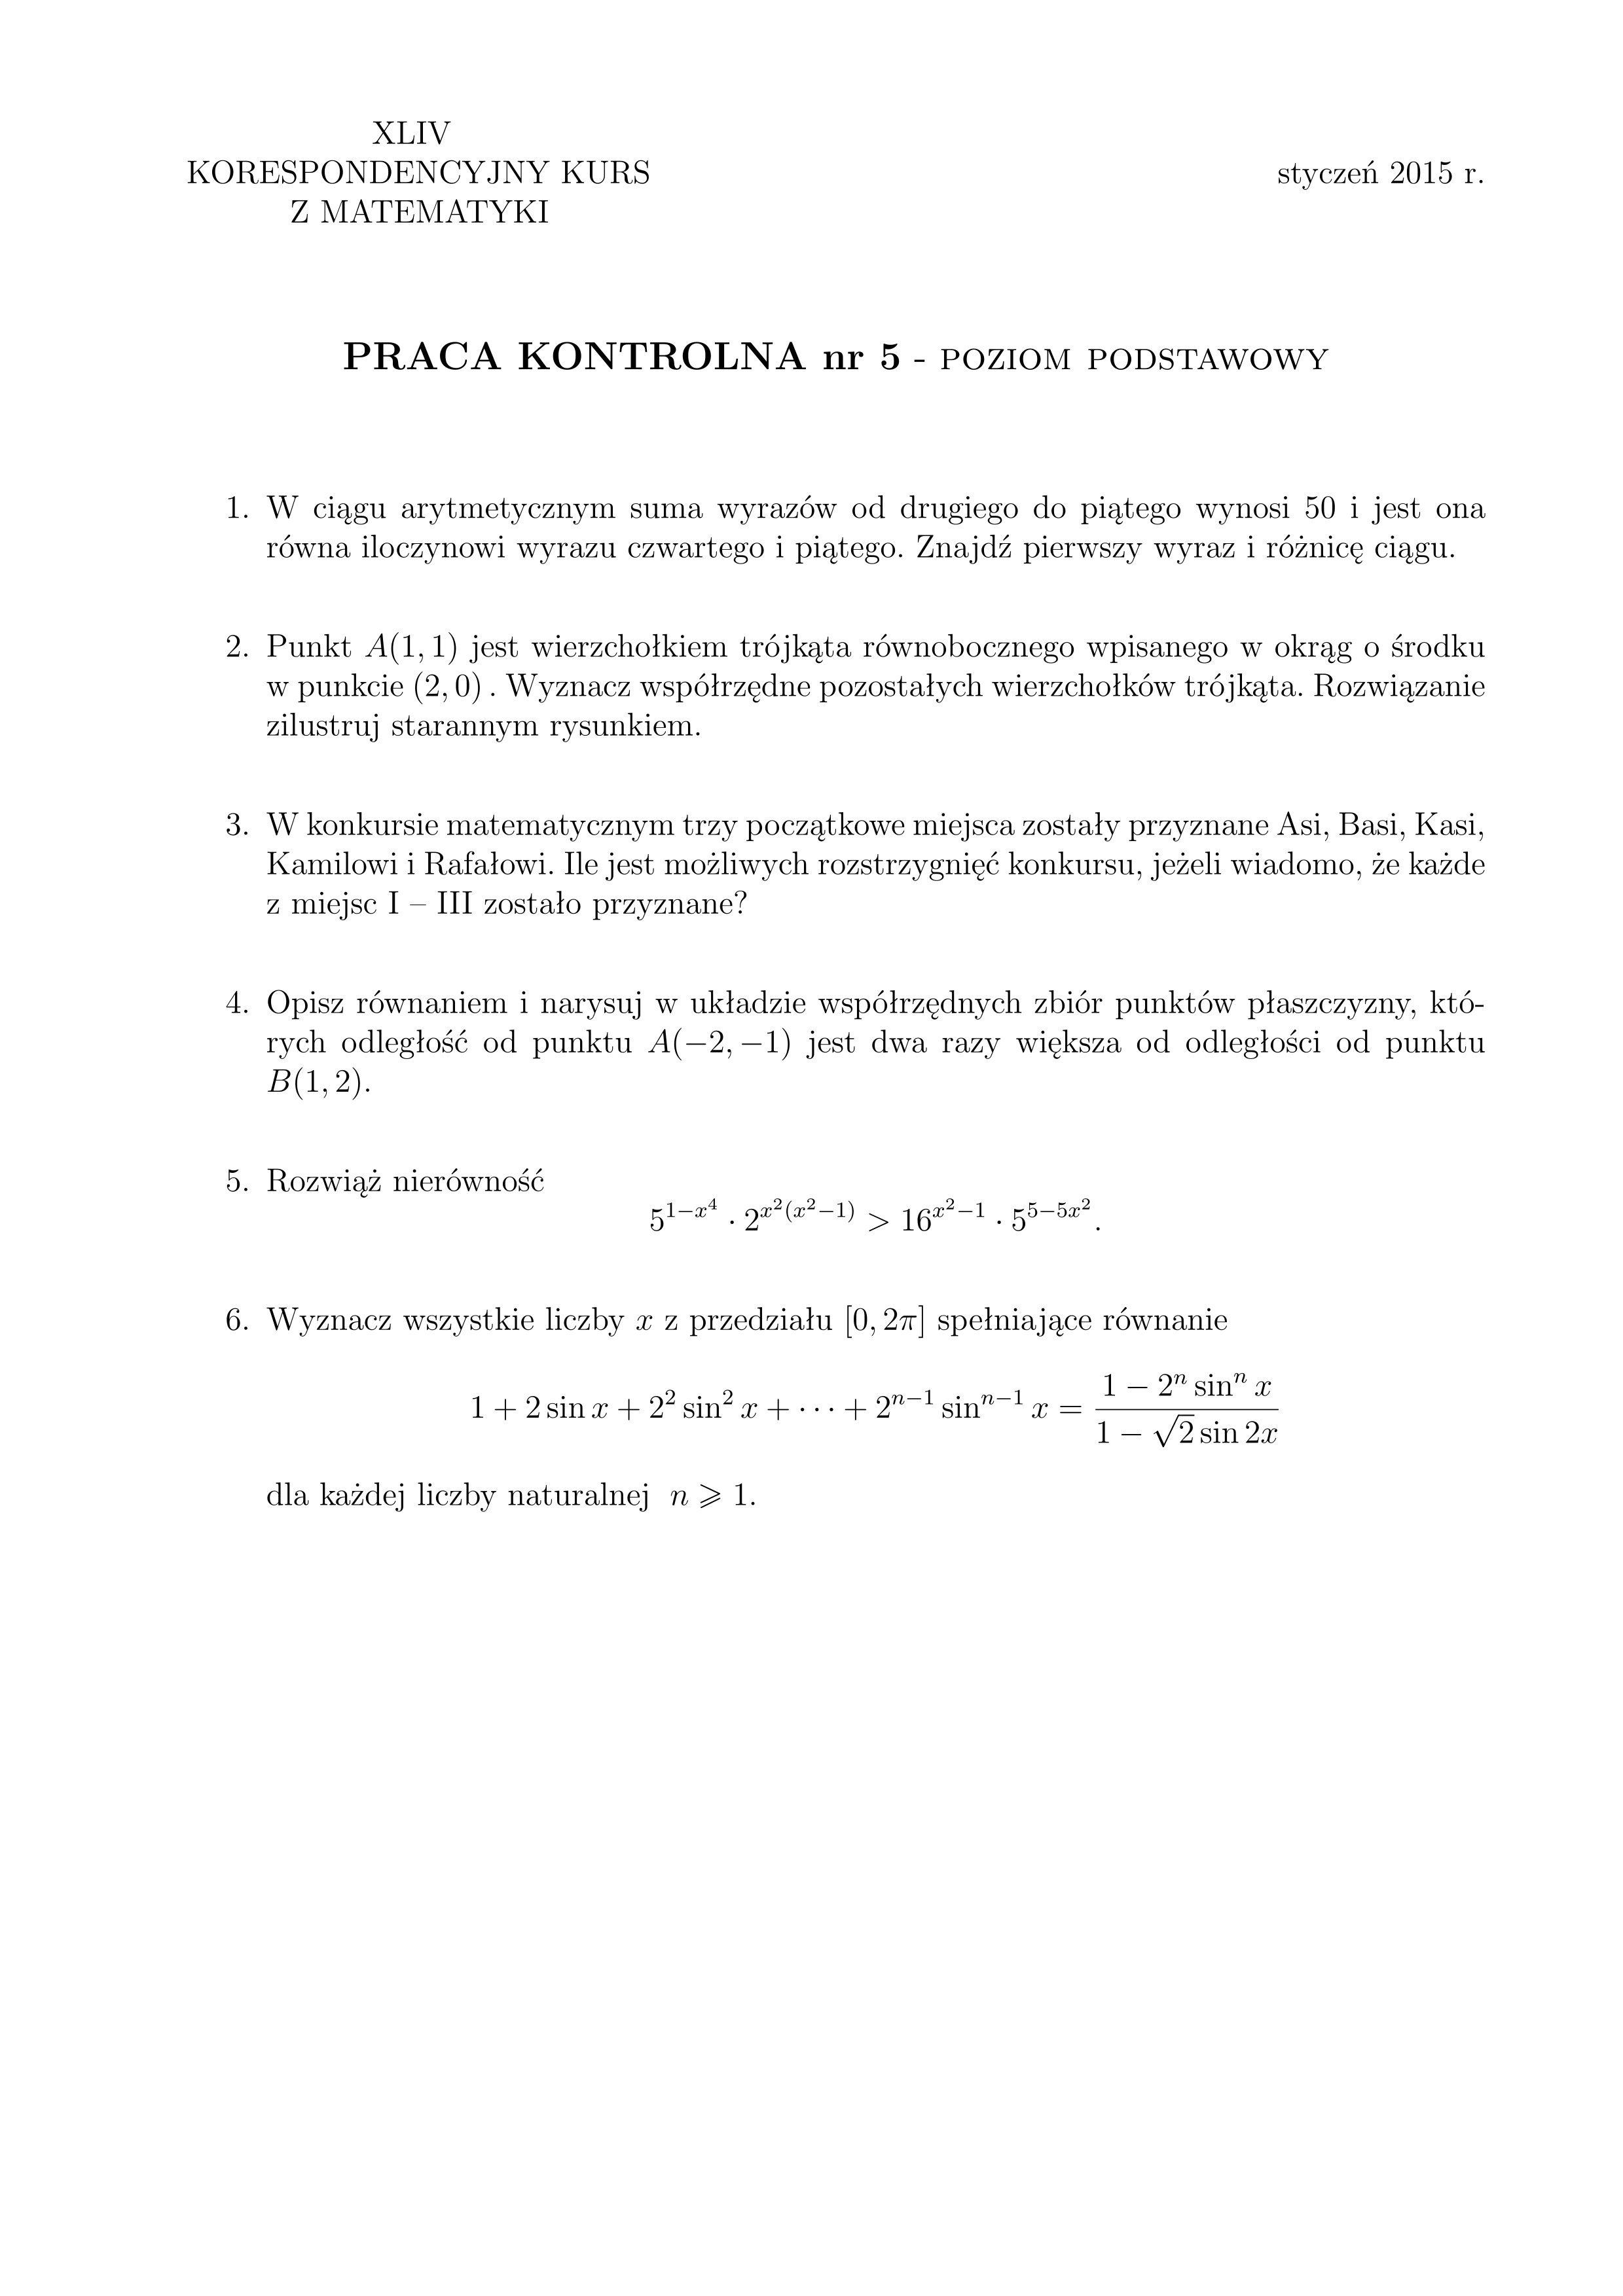 XLIV
KORESPONDENCYJNY KURS
Z MATEMATYKI
styczeń 2015 r.
PRACA KONTROLNA nr 5 - POZIOM PODSTAWOWY
1. W ciągu arytmetycznym suma wyrazów od drugiego do piątego wynosi 50 i jest ona
równa iloczynowi wyrazu czwartego i piątego. Znajdź pierwszy wyraz i różnicę ciągu.
2. Punkt $A(1,1)$ jest wierzchołkiem trójkąta równobocznego wpisanego w okrąg o środku
w punkcie $(2,0)$. Wyznacz współrzędne pozostałych wierzchołków trójkąta. Rozwiązanie
zilustruj starannym rysunkiem.
3. W konkursie matematycznym trzy początkowe miejsca zostały przyznane Asi, Basi, Kasi,
Kamilowi i Rafałowi. Ile jest możliwych rozstrzygnięć konkursu, jeżeli wiadomo, że każde
z miejsc I – III zostało przyznane?
4. Opisz równaniem i narysuj w układzie współrzędnych zbiór punktów płaszczyzny, któ-
rych odległość od punktu $A(-2,-1)$ jest dwa razy większa od odległości od punktu
$B(1,2)$.
5. Rozwiąż nierówność
$5^{1-x^4} \cdot 2^{x^2(x^2-1)} > 16^{x^2-1} \cdot 5^{5-5x^2}.$
6. Wyznacz wszystkie liczby $x$ z przedziału $[0, 2\pi]$ spełniające równanie
$1 + 2\sin x + 2^2 \sin^2 x + \cdots + 2^{n-1} \sin^{n-1} x = \frac{1 - 2^n \sin^n x}{1 - \sqrt{2}\sin 2x}$
dla każdej liczby naturalnej $n \geqslant 1$.